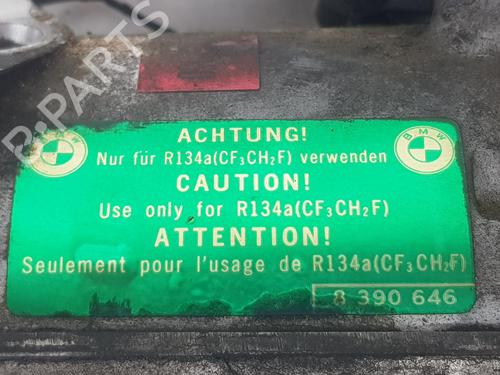 B-PARTS
ACHTUNG!
BMW
BMW
Nur für R134a(CF₃CH₂F) verwenden
CAUTION!
Use only for R134a(CF₃CH₂F)
ATTENTION!
Seulement pour l'usage de R134a(CF₃CH₂F)
8 390 646